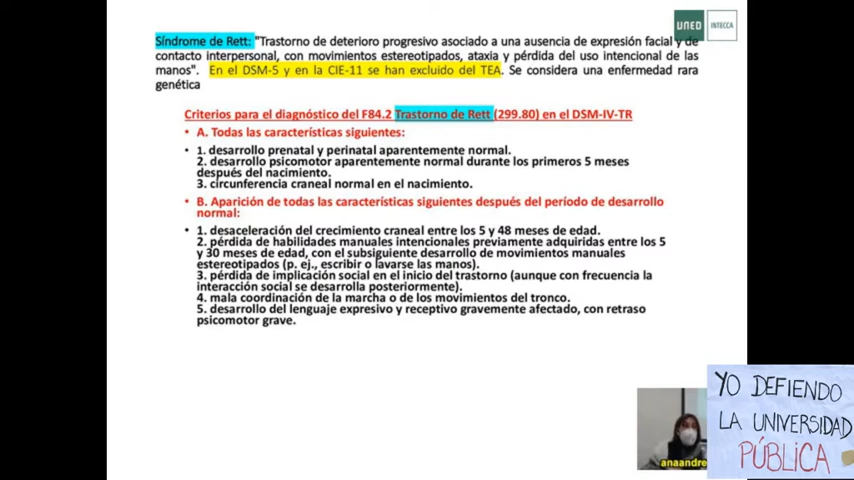 UNED
INTECCA
Síndrome de Rett: "Trastorno de deterioro progresivo asociado a una ausencia de expresión facial y de
contacto interpersonal, con movimientos estereotipados, ataxia y pérdida del uso intencional de las
manos". En el DSM-5 y en la CIE-11 se han excluido del TEA. Se considera una enfermedad rara
genética
Criterios para el diagnóstico del F84.2 Trastorno de Rett (299.80) en el DSM-IV-TR
• A. Todas las características siguientes:
• 1. desarrollo prenatal y perinatal aparentemente normal.
2. desarrollo psicomotor aparentemente normal durante los primeros 5 meses
después del nacimiento.
3. circunferencia craneal normal en el nacimiento.
• B. Aparición de todas las características siguientes después del período de desarrollo
normal:
• 1. desaceleración del crecimiento craneal entre los 5 y 48 meses de edad.
2. pérdida de habilidades manuales intencionales previamente adquiridas entre los 5
y 30 meses de edad, con el subsiguiente desarrollo de movimientos manuales
estereotipados (p. ej., escribir o lavarse las manos).
3. pérdida de implicación social en el inicio del trastorno (aunque con frecuencia la
interacción social se desarrolla posteriormente).
4. mala coordinación de la marcha o de los movimientos del tronco.
5. desarrollo del lenguaje expresivo y receptivo gravemente afectado, con retraso
psicomotor grave.
anaandre
YO DEFIENDO
LA UNIVERSIDAD
PÚBLICA